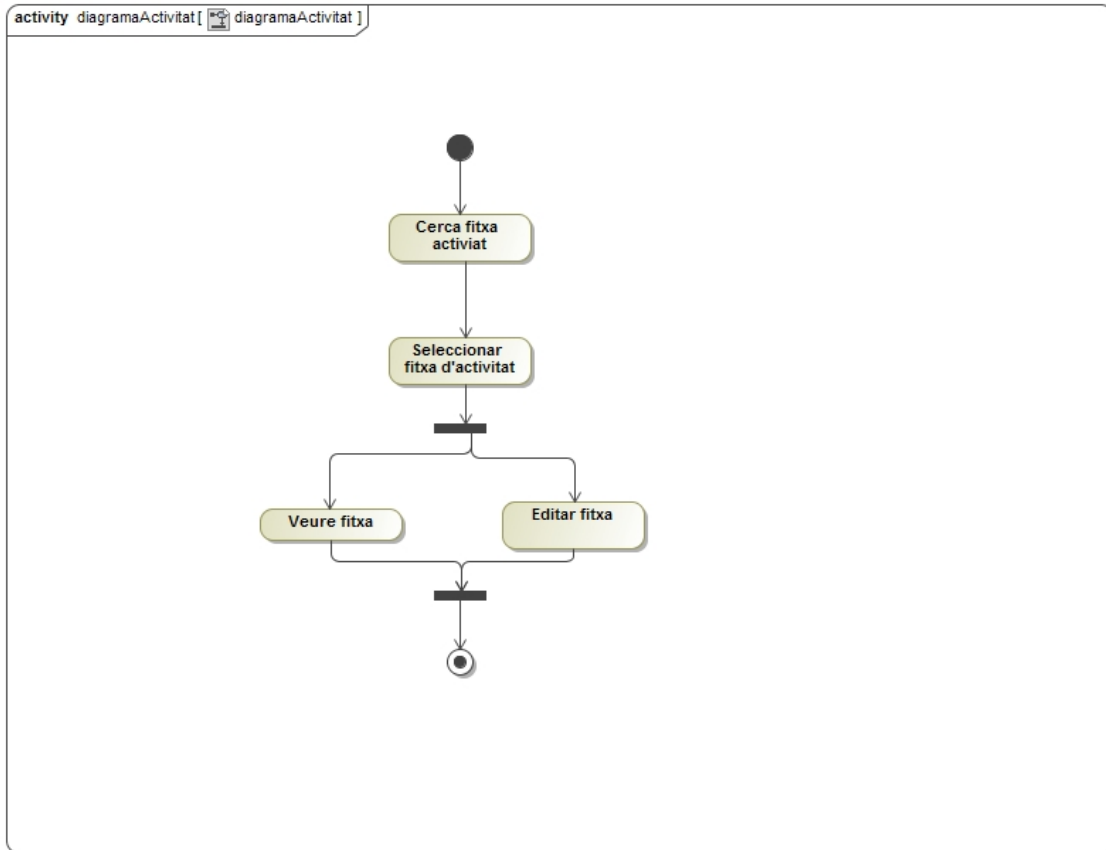 activity diagramaActivitat [ diagramaActivitat ]
Cerca fitxa
activiat
Seleccionar
fitxa d'activitat
Veure fitxa
Editar fitxa